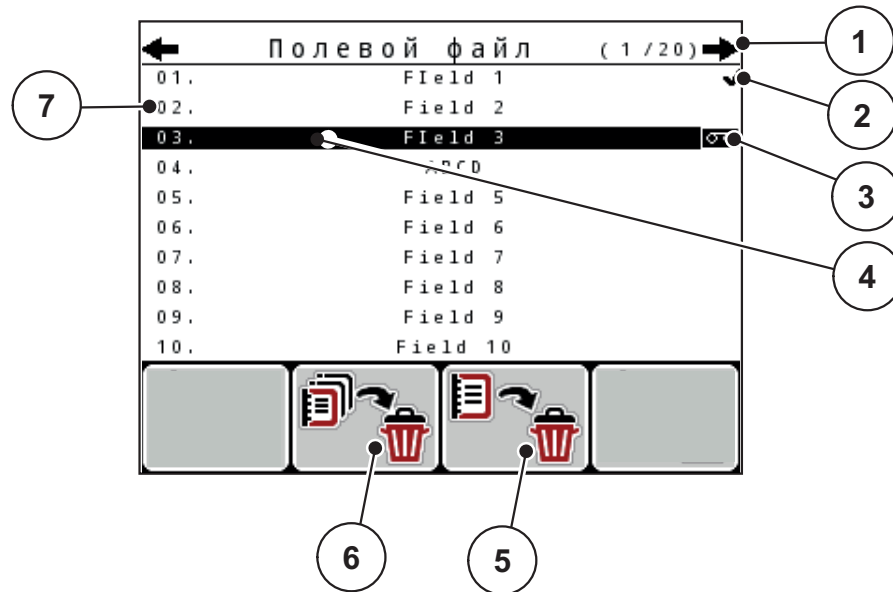 Полевой файл (1/20)
1
01. FIeld 1
02. Field 2
7
2
03. FIeld 3
04. ABCD
3
05. Field 5
06. Field 6
07. Field 7
4
08. Field 8
09. Field 9
10. Field 10
6
5